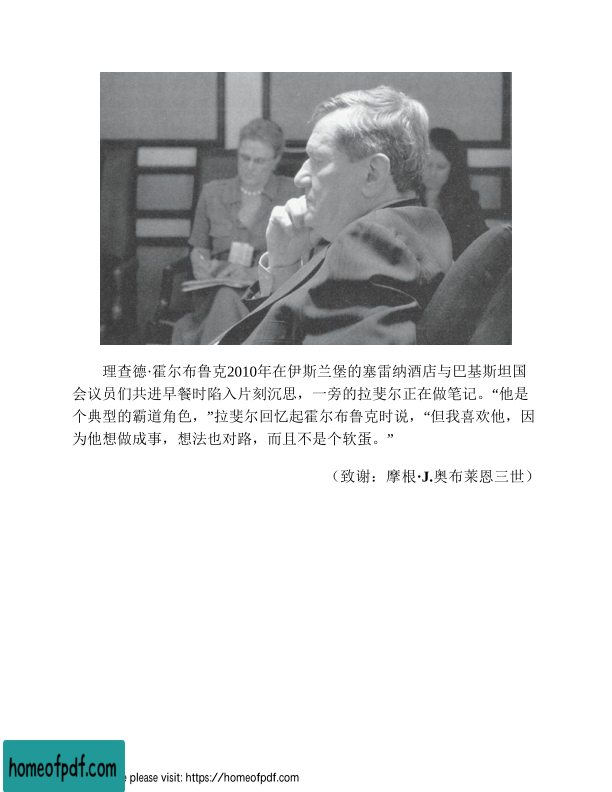 理查德·霍尔布鲁克2010年在伊斯兰堡的塞雷纳酒店与巴基斯坦国
会议员们共进早餐时陷入片刻沉思，一旁的拉斐尔正在做笔记。“他是
个典型的霸道角色，”拉斐尔回忆起霍尔布鲁克时说，“但我喜欢他，因
为他想做成事，想法也对路，而且不是个软蛋。”
（致谢：摩根·J.奥布莱恩三世）
homeofpdf.com
e please visit: https://homeofpdf.com